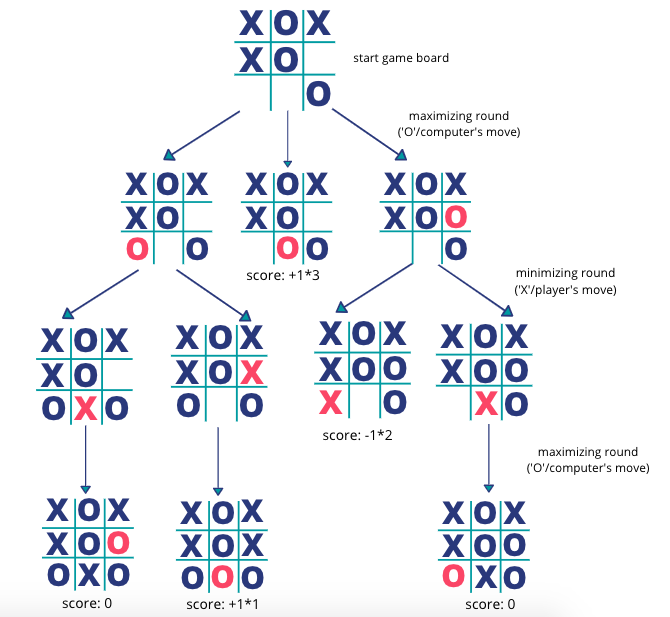 X O X
X O
O
start game board
maximizing round
('O'/computer's move)
X O X
X O
O O
X O X
X O
O O
score: +1*3
X O X
X O O
O
minimizing round
('X'/player's move)
X O X
X O
O X O
X O X
X O X
O O
X O X
X O O
X O
score: -1*2
X O X
X O O
X O
maximizing round
('O'/computer's move)
X O X
X O O
O X O
score: 0
X O X
X O X
O O O
score: +1*1
X O X
X O O
O X O
score: 0